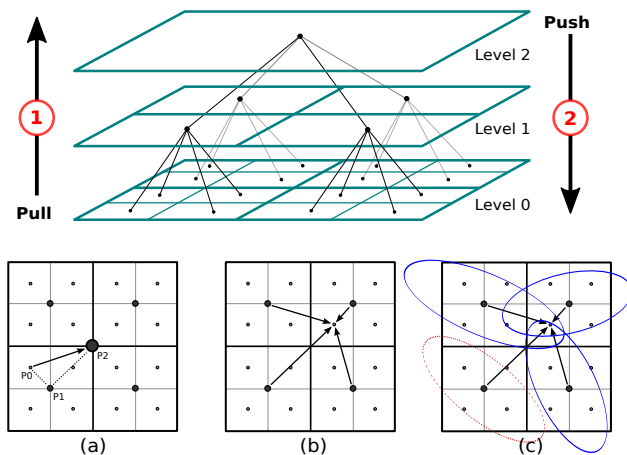 Push
Level 2
1
2
Level 1
Level 0
Pull
P0
P1
P2
(a)
(b)
(c)